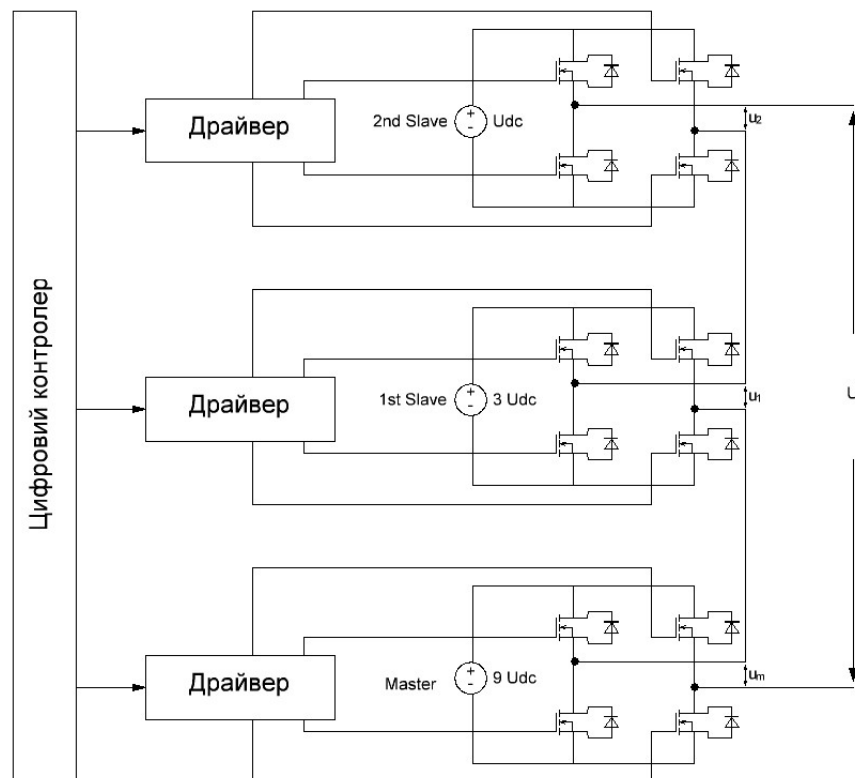 Цифровий контролер
Драйвер
2nd Slave
+
-
Udc
u₂
Драйвер
1st Slave
+
-
3 Udc
u₁
U
Драйвер
Master
+
-
9 Udc
uₘ